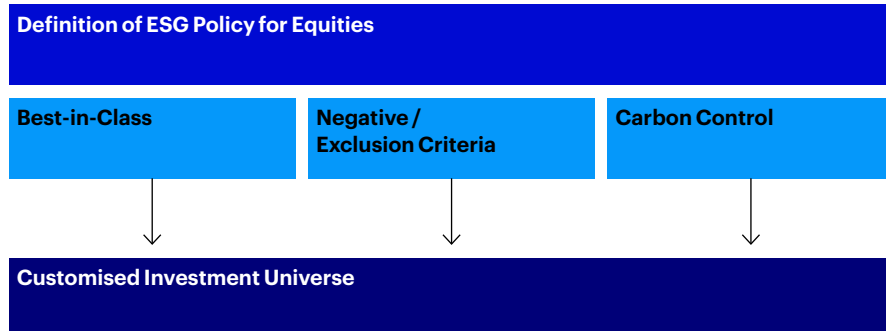 Definition of ESG Policy for Equities
Best-in-Class
Negative /
Exclusion Criteria
Carbon Control
Customised Investment Universe